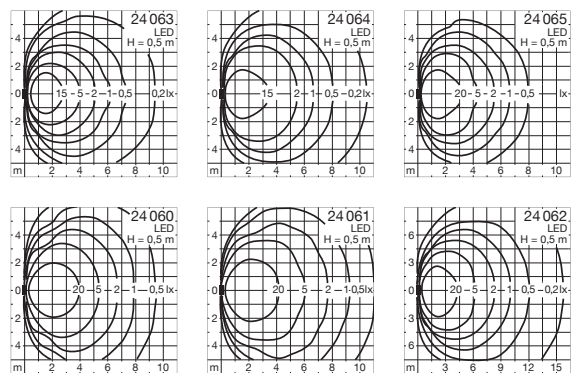 24 063
LED
H = 0,5 m
4
2
0
15 - 5 - 2 - 1 - 0,5 0,2 lx
2
4
m 2 4 6 8 10
24 064
LED
H = 0,5 m
4
2
0
15 - 5 - 2 - 1 - 0,5 - 0,2 lx
2
4
m 2 4 6 8 10
24 065
LED
H = 0,5 m
4
2
0
20 - 5 - 2 - 1 - 0,5 lx
2
4
m 2 4 6 8 10
24 060
LED
H = 0,5 m
4
2
0
20 - 5 - 2 - 1 - 0,5 lx
2
4
m 2 4 6 8 10
24 061
LED
H = 0,5 m
4
2
0
20 - 5 - 2 - 1 - 0,5 lx
2
4
m 2 4 6 8 10
24 062
LED
H = 0,5 m
6
3
0
20 - 5 - 2 - 1 - 0,5 - 0,2 lx
3
6
m 3 6 9 12 15